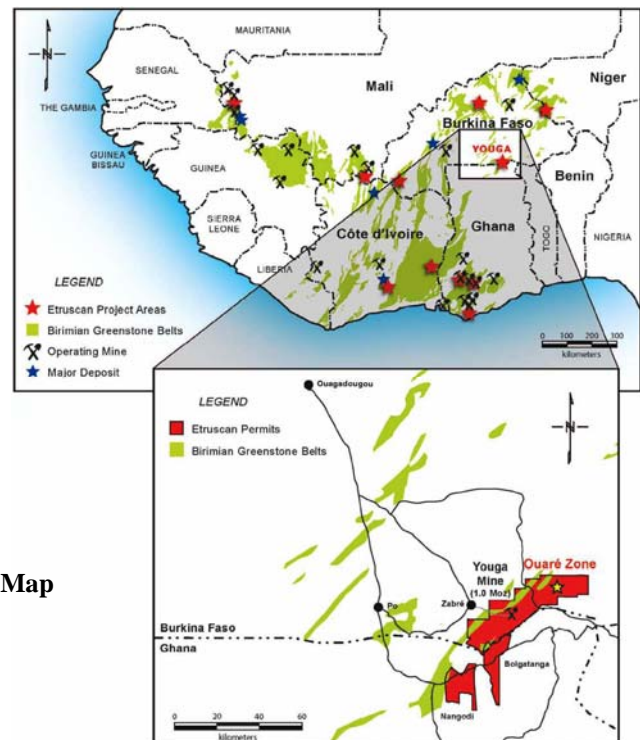 MAURITANIA
N
SENEGAL
Mali
Niger
THE GAMBIA
Burkina Faso
GUINEA
BISSAU
YOUGA
GUINEA
Benin
SIERRA
LEONE
Côte d'Ivoire
Ghana
TOGO
NIGERIA
LIBERIA
LEGEND
Etruscan Project Areas
Birimian Greenstone Belts
Operating Mine
Major Deposit
0 100 200 300
kilometers
Ouagadougou
LEGEND
Etruscan Permits
Birimian Greenstone Belts
N
Map
Youga
Mine
(1.0 Moz)
Ouaré Zone
Po
Zabré
Burkina Faso
Ghana
Bolgatanga
Nangodi
0 20 40 60
kilometers